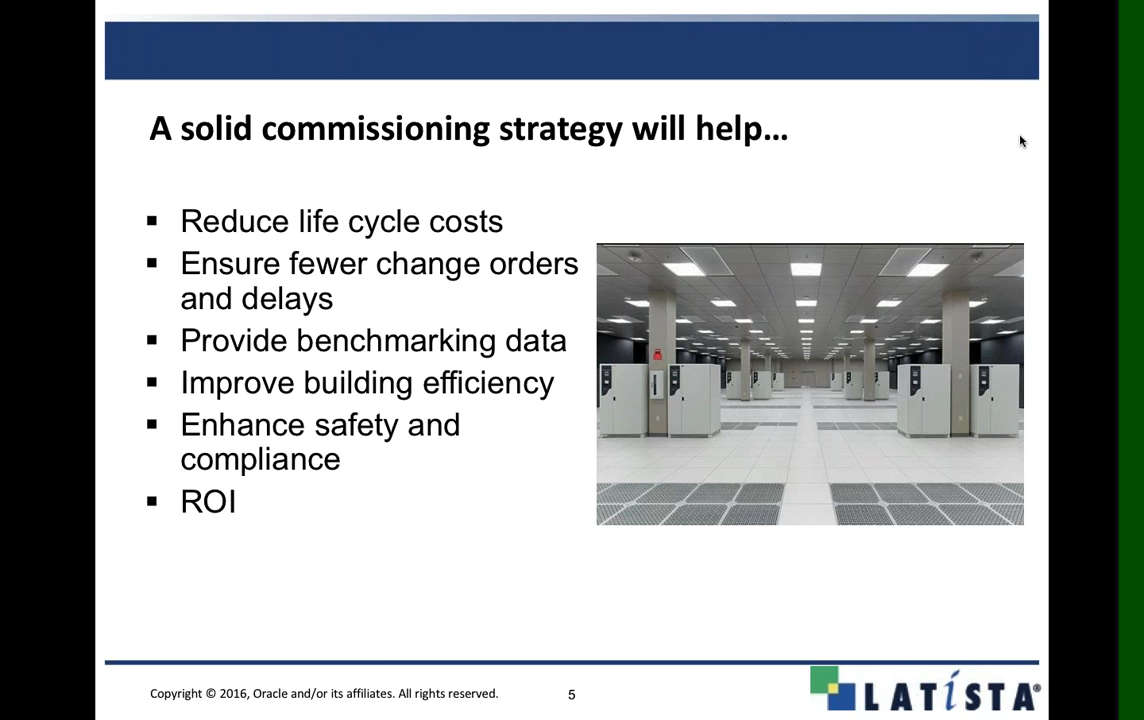 A solid commissioning strategy will help...
▪ Reduce life cycle costs
▪ Ensure fewer change orders
and delays
▪ Provide benchmarking data
▪ Improve building efficiency
▪ Enhance safety and
compliance
▪ ROI
Copyright © 2016, Oracle and/or its affiliates. All rights reserved.
5
LATíSTA®